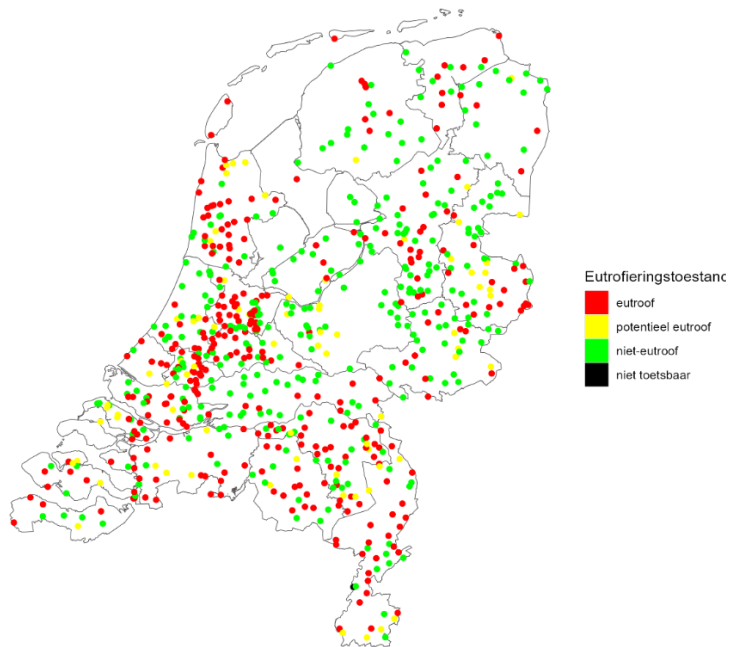 Eutrofieringstoestand
eutroof
potentieel eutroof
niet-eutroof
niet toetsbaar